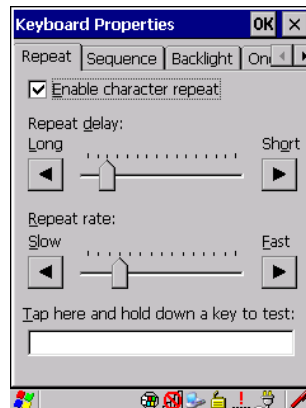 Keyboard Properties OK ×
Repeat Sequence Backlight On
Enable character repeat
Repeat delay:
Long Short
Repeat rate:
Slow Fast
Tap here and hold down a key to test: